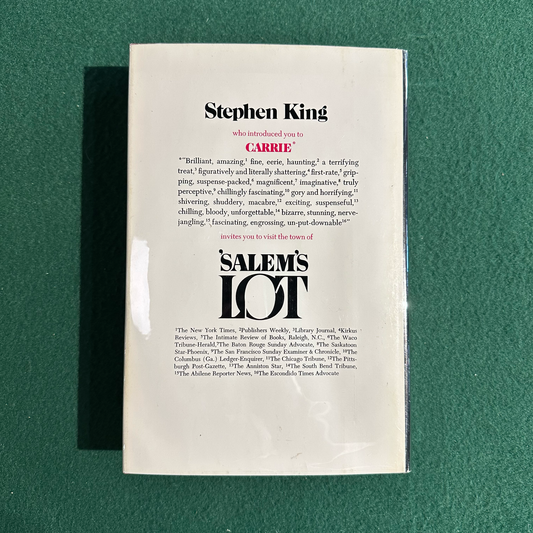 Stephen King
who introduced you to
CARRIE*
*"Brilliant, amazing,¹ fine, eerie, haunting,² a terrifying
treat,³ figuratively and literally shattering,⁴ first-rate,⁵ grip-
ping, suspense-packed,⁶ magnificent,⁷ imaginative,⁸ truly
perceptive,⁹ chillingly fascinating,¹⁰ gory and horrifying,¹¹
shivering, shuddery, macabre,¹² exciting, suspenseful,¹³
chilling, bloody, unforgettable,¹⁴ bizarre, stunning, nerve-
jangling,¹⁵ fascinating, engrossing, un-put-downable¹⁶"
invites you to visit the town of
'SALEM'S
LOT
¹The New York Times, ²Publishers Weekly, ³Library Journal, ⁴Kirkus
Reviews, ⁵The Intimate Review of Books, Raleigh, N.C., ⁶The Waco
Tribune-Herald, ⁷The Baton Rouge Sunday Advocate, ⁸The Saskatoon
Star-Phoenix, ⁹The San Francisco Sunday Examiner & Chronicle, ¹⁰The
Columbus (Ga.) Ledger-Enquirer, ¹¹The Chicago Tribune, ¹²The Pitts-
burgh Post-Gazette, ¹³The Anniston Star, ¹⁴The South Bend Tribune,
¹⁵The Abilene Reporter News, ¹⁶The Escondido Times Advocate